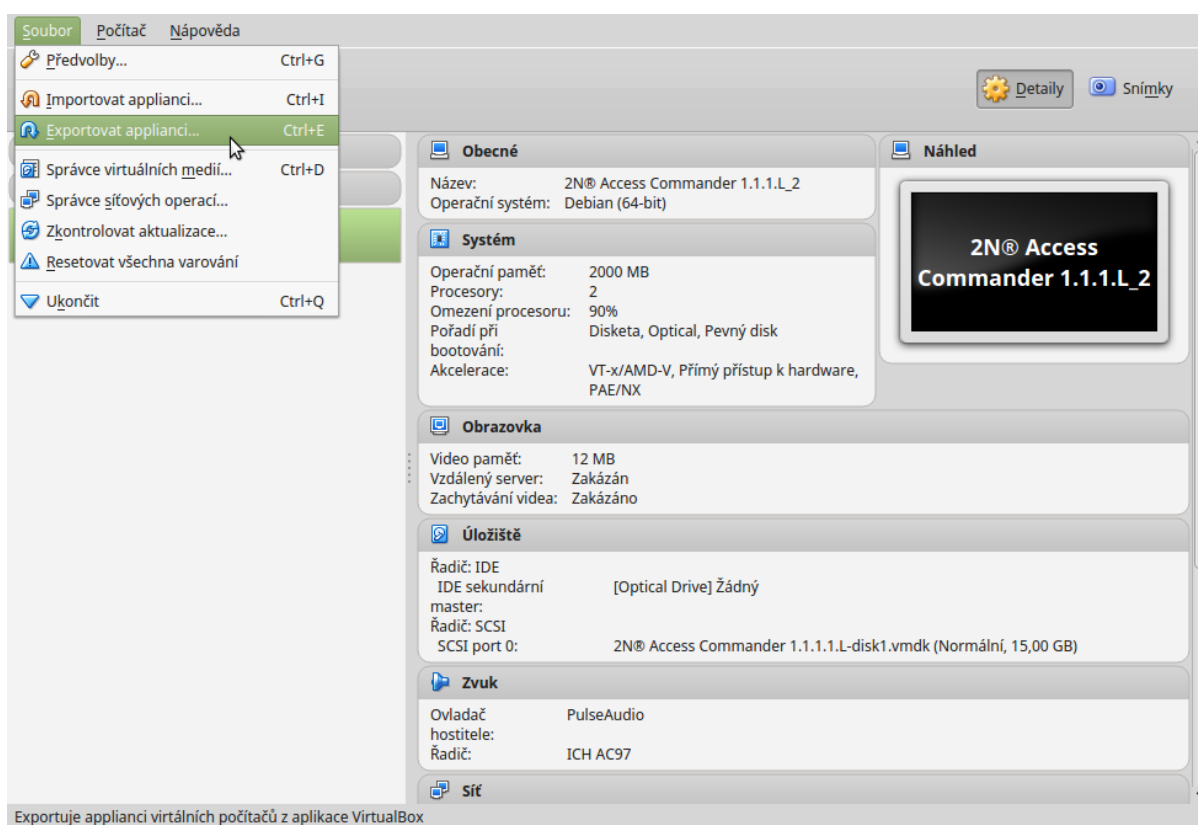 Soubor Počítač Nápověda
Předvolby... Ctrl+G
Importovat applianci... Ctrl+I
Exportovat applianci... Ctrl+E
Správce virtuálních medií... Ctrl+D
Správce síťových operací...
Zkontrolovat aktualizace...
Resetovat všechna varování
Ukončit Ctrl+Q
Detaily Snímky
Obecné
Název: 2N® Access Commander 1.1.1.L_2
Operační systém: Debian (64-bit)
Náhled
2N® Access
Commander 1.1.1.L_2
Systém
Operační paměť: 2000 MB
Procesory: 2
Omezení procesoru: 90%
Pořadí při Disketa, Optical, Pevný disk
bootování:
Akcelerace: VT-x/AMD-V, Přímý přístup k hardware,
PAE/NX
Obrazovka
Video paměť: 12 MB
Vzdálený server: Zakázán
Zachytávání videa: Zakázáno
Úložiště
Řadič: IDE
IDE sekundární [Optical Drive] Žádný
master:
Řadič: SCSI
SCSI port 0: 2N® Access Commander 1.1.1.1.L-disk1.vmdk (Normální, 15,00 GB)
Zvuk
Ovladač PulseAudio
hostitele:
Řadič: ICH AC97
Síť
Exportuje applianci virtálních počítačů z aplikace VirtualBox